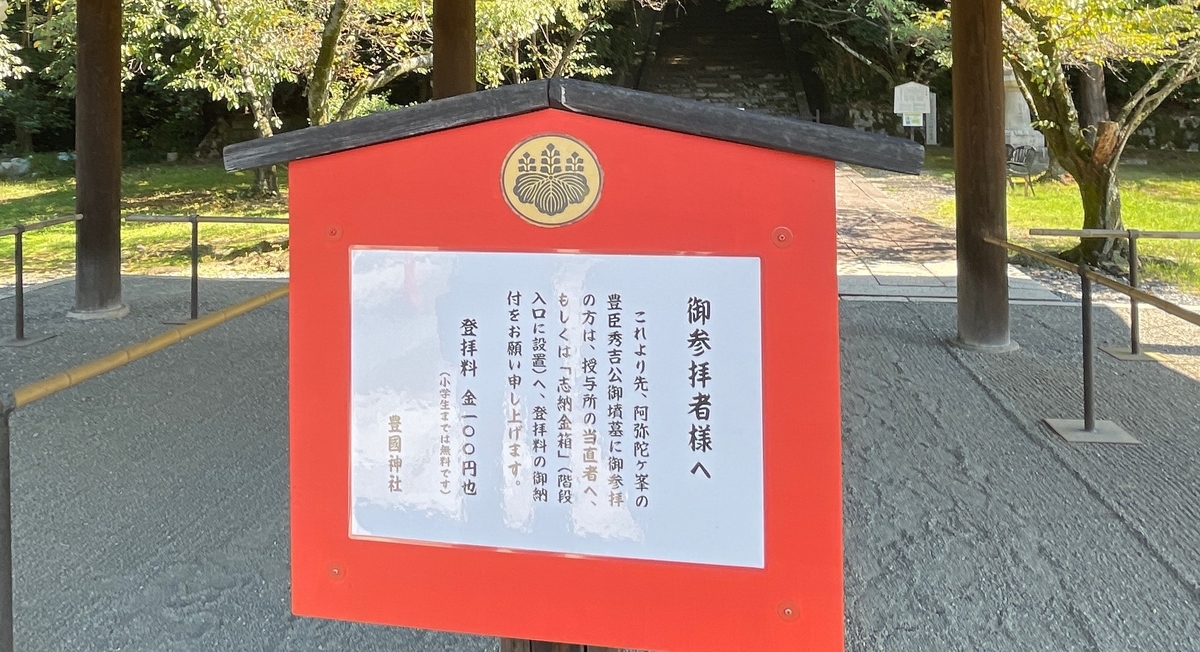 御参拝者様へ
これより先、阿弥陀ヶ峯の
豊臣秀吉公御墳墓に御参拝
の方は、授与所の当直者へ、
もしくは「志納金箱」（階段
入口に設置）へ、登拝料の御納
付をお願い申し上げます。
登拝料 金一〇〇円也
（小学生までは無料です）
豊國神社